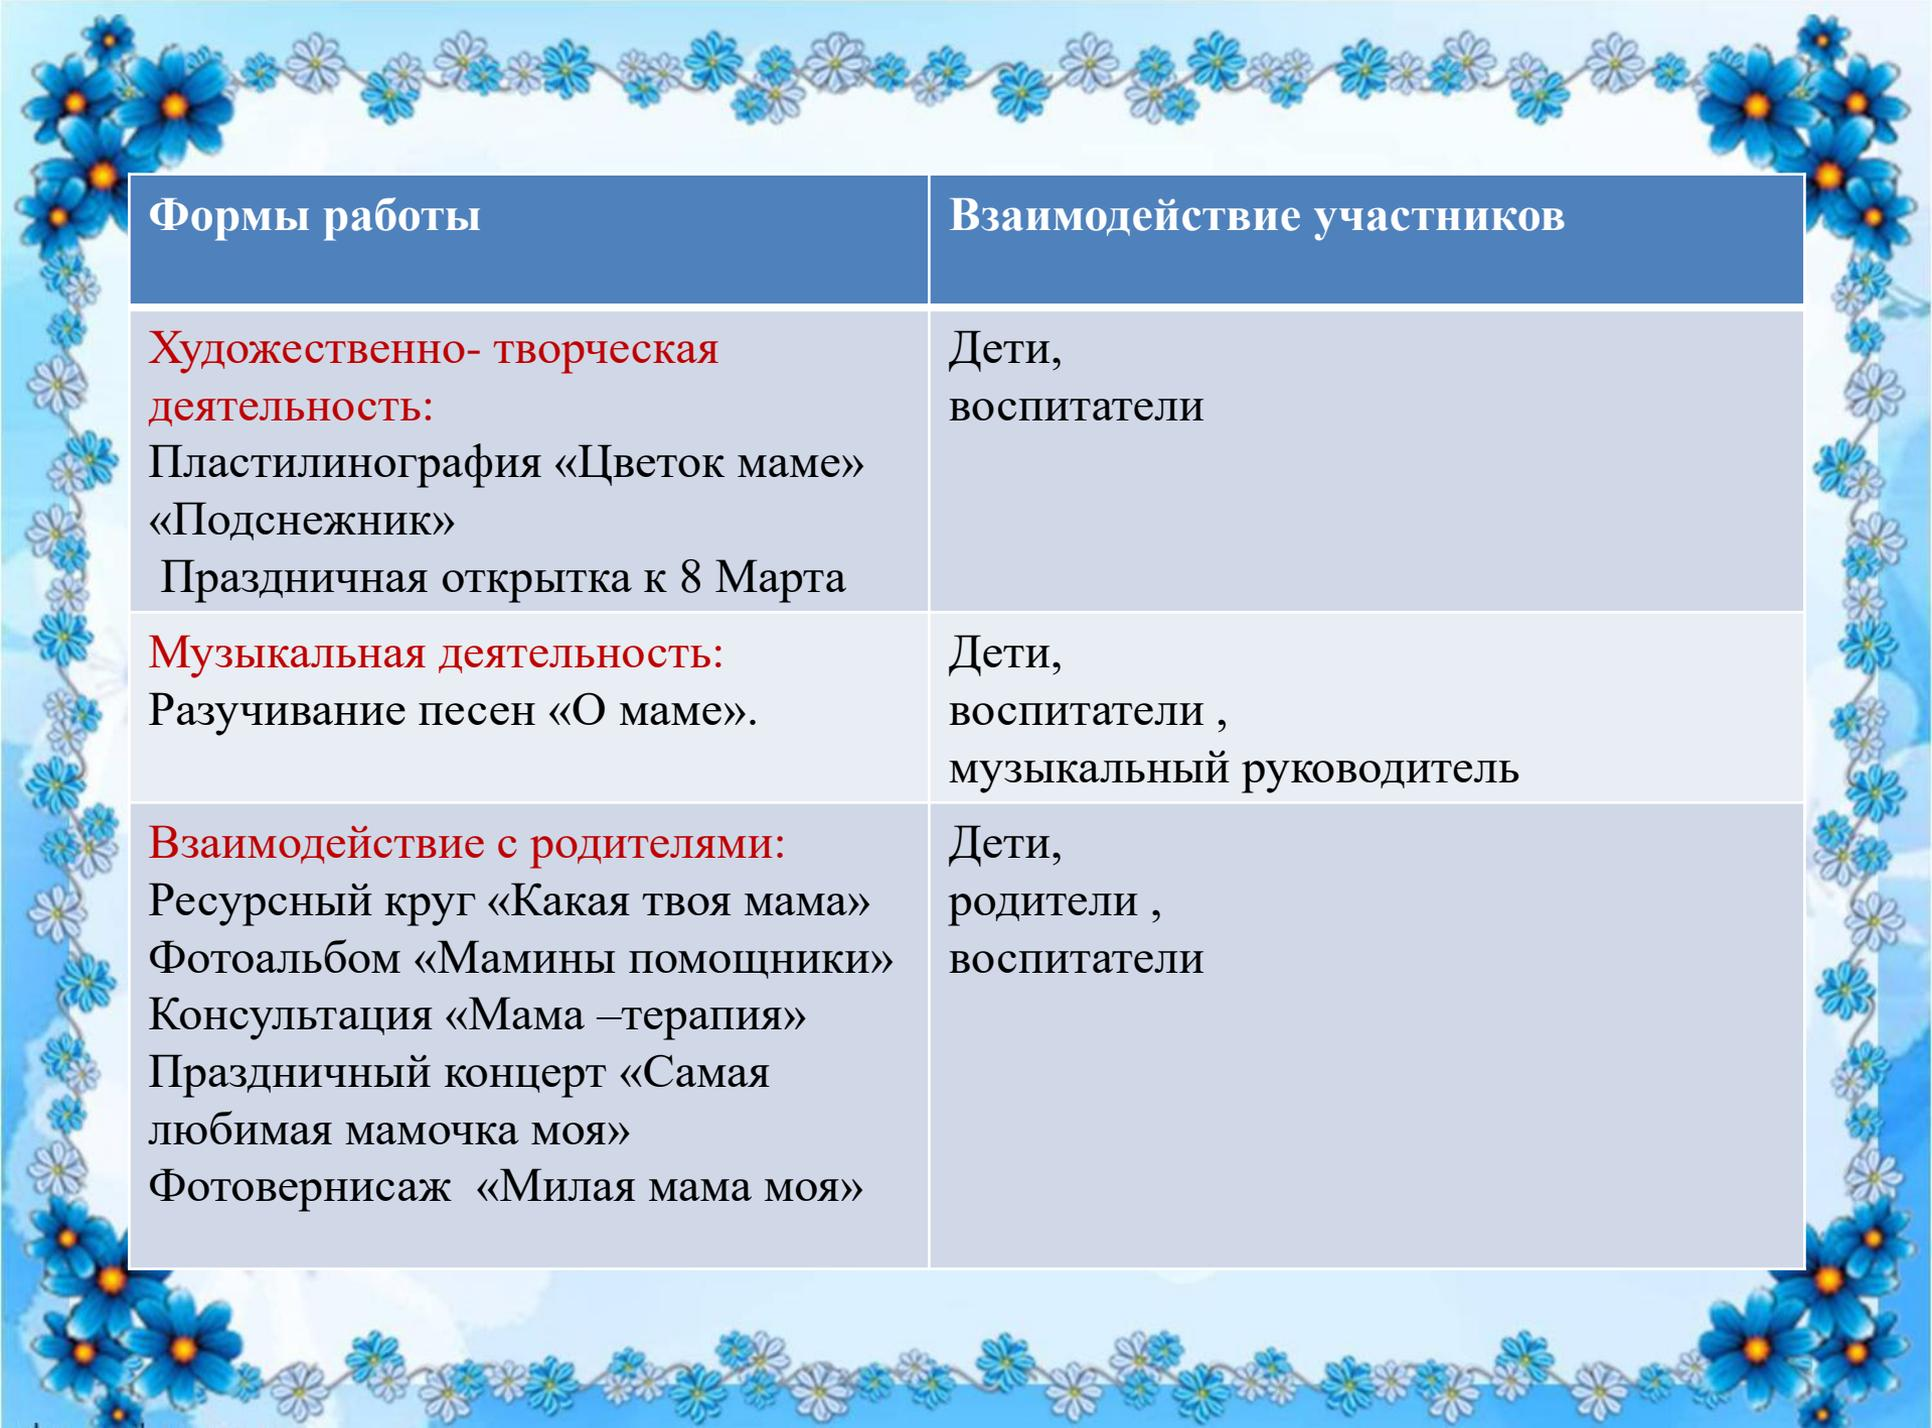 Формы работы
Взаимодействие участников
Художественно- творческая
деятельность:
Пластилинография «Цветок маме»
«Подснежник»
Праздничная открытка к 8 Марта
Дети,
воспитатели
Музыкальная деятельность:
Разучивание песен «О маме».
Дети,
воспитатели ,
музыкальный руководитель
Взаимодействие с родителями:
Ресурсный круг «Какая твоя мама»
Фотоальбом «Мамины помощники»
Консультация «Мама –терапия»
Праздничный концерт «Самая
любимая мамочка моя»
Фотовернисаж «Милая мама моя»
Дети,
родители ,
воспитатели